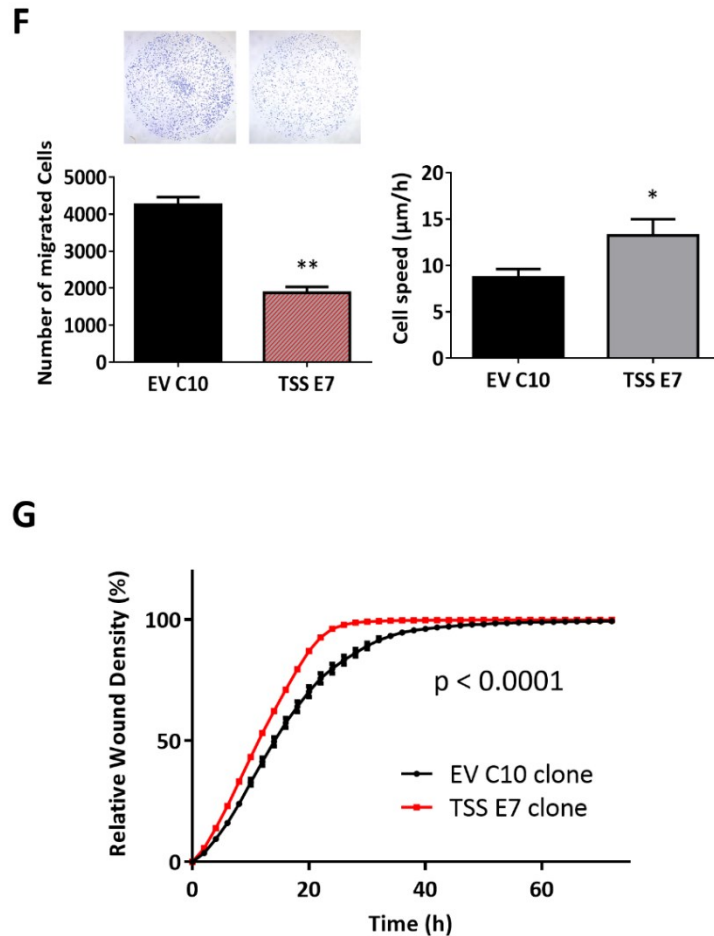 F
Number of migrated Cells
5000
4000
3000
2000
1000
0
**
EV C10
TSS E7
Cell speed (µm/h)
20
15
10
5
0
*
EV C10
TSS E7
G
Relative Wound Density (%)
100
50
0
p < 0.0001
EV C10 clone
TSS E7 clone
0
20
40
60
Time (h)